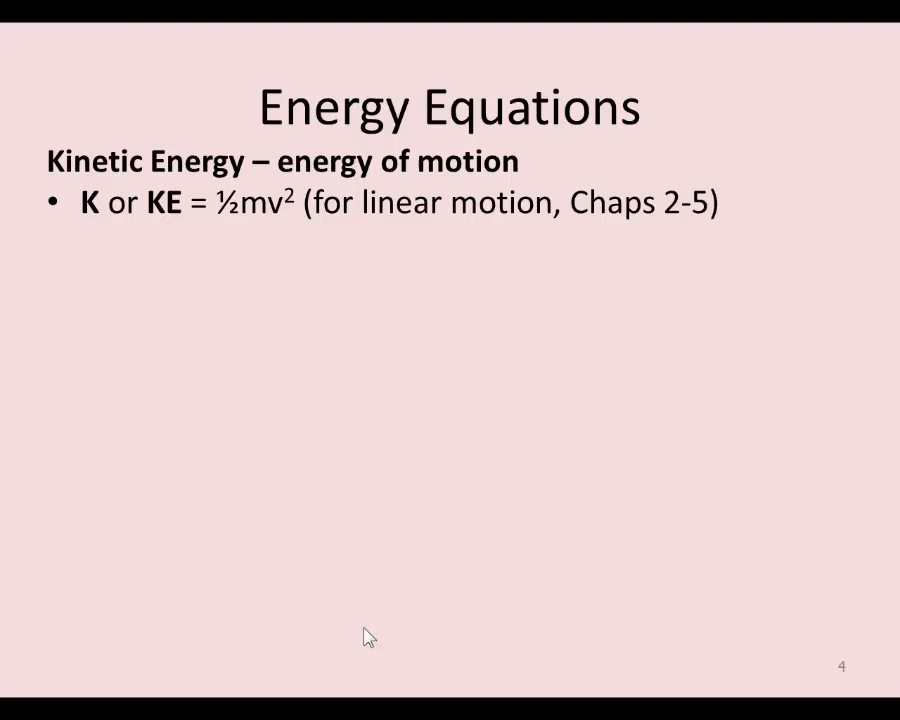 Energy Equations
Kinetic Energy – energy of motion
• K or KE = ½mv² (for linear motion, Chaps 2-5)
4